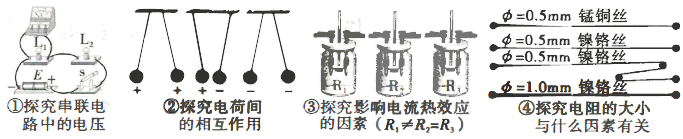 L₁ L₂
E S
①探究串联电
路中的电压
+ + + - - -
②探究电荷间
的相互作用
R₁ R₂ R₃
③探究影响电流热效应
的因素（R₁≠R₂=R₃）
ϕ=0.5mm 锰铜丝
ϕ=0.5mm 镍铬丝
ϕ=0.5mm 镍铬丝
ϕ=1.0mm 镍铬丝
④探究电阻的大小
与什么因素有关